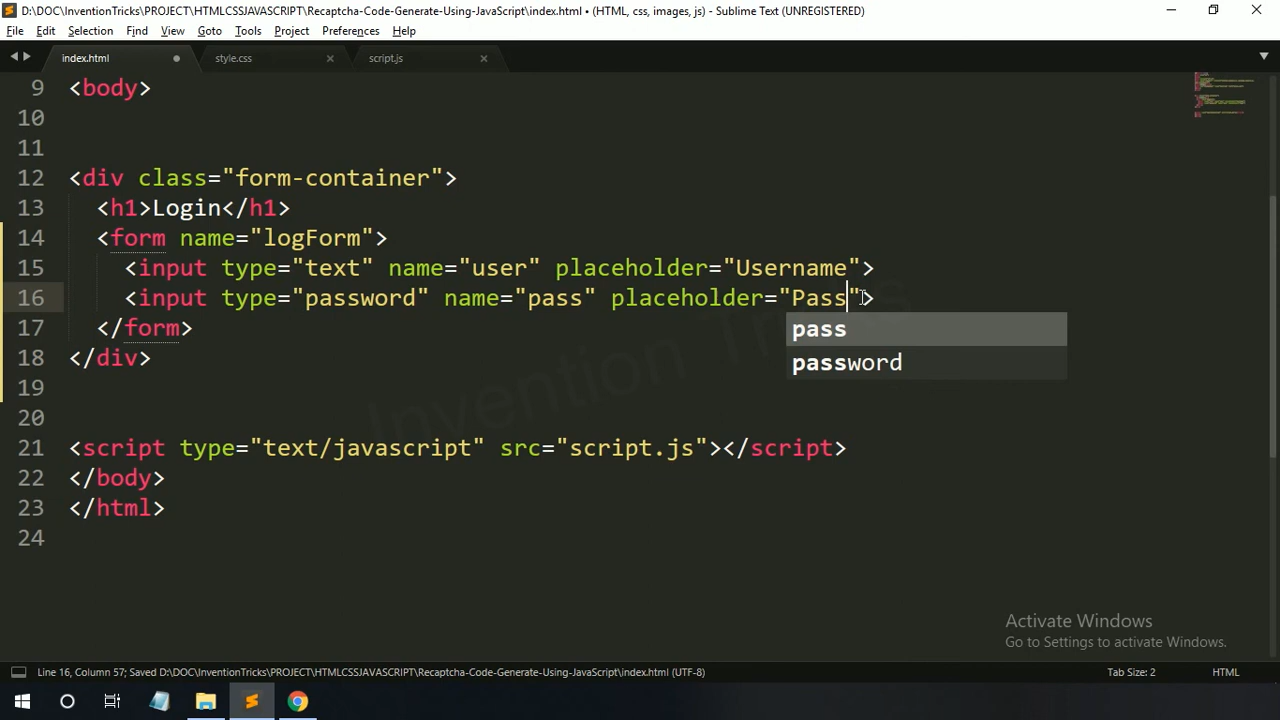 D:\DOC\InventionTricks\PROJECT\HTMLCSSJAVASCRIPT\Recaptcha-Code-Generate-Using-JavaScript\index.html • (HTML, css, images, js) - Sublime Text (UNREGISTERED)
File Edit Selection Find View Goto Tools Project Preferences Help
index.html style.css script.js
9 <body>
10
11
12 <div class="form-container">
13 <h1>Login</h1>
14 <form name="logForm">
15 <input type="text" name="user" placeholder="Username">
16 <input type="password" name="pass" placeholder="Pass">
17 </form>
pass
18 </div>
password
19
20
21 <script type="text/javascript" src="script.js"></script>
22 </body>
23 </html>
24
Invention Tricks
Activate Windows
Go to Settings to activate Windows.
Line 16, Column 57; Saved D:\DOC\InventionTricks\PROJECT\HTMLCSSJAVASCRIPT\Recaptcha-Code-Generate-Using-JavaScript\index.html (UTF-8) Tab Size: 2 HTML